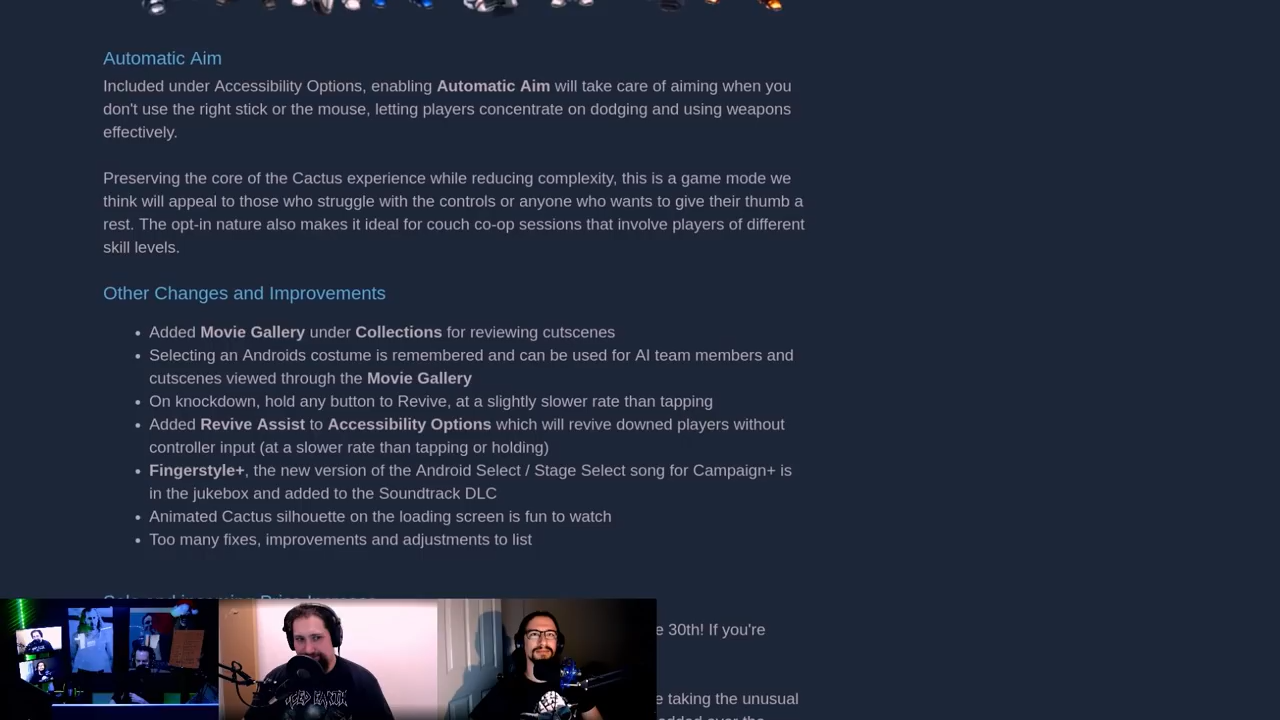 Automatic Aim
Included under Accessibility Options, enabling Automatic Aim will take care of aiming when you
don't use the right stick or the mouse, letting players concentrate on dodging and using weapons
effectively.
Preserving the core of the Cactus experience while reducing complexity, this is a game mode we
think will appeal to those who struggle with the controls or anyone who wants to give their thumb a
rest. The opt-in nature also makes it ideal for couch co-op sessions that involve players of different
skill levels.
Other Changes and Improvements
• Added Movie Gallery under Collections for reviewing cutscenes
• Selecting an Androids costume is remembered and can be used for AI team members and
cutscenes viewed through the Movie Gallery
• On knockdown, hold any button to Revive, at a slightly slower rate than tapping
• Added Revive Assist to Accessibility Options which will revive downed players without
controller input (at a slower rate than tapping or holding)
• Fingerstyle+, the new version of the Android Select / Stage Select song for Campaign+ is
in the jukebox and added to the Soundtrack DLC
• Animated Cactus silhouette on the loading screen is fun to watch
• Too many fixes, improvements and adjustments to list
Sale and incoming Price Increase
e 30th! If you're
e taking the unusual
added over the
ICED EARTH